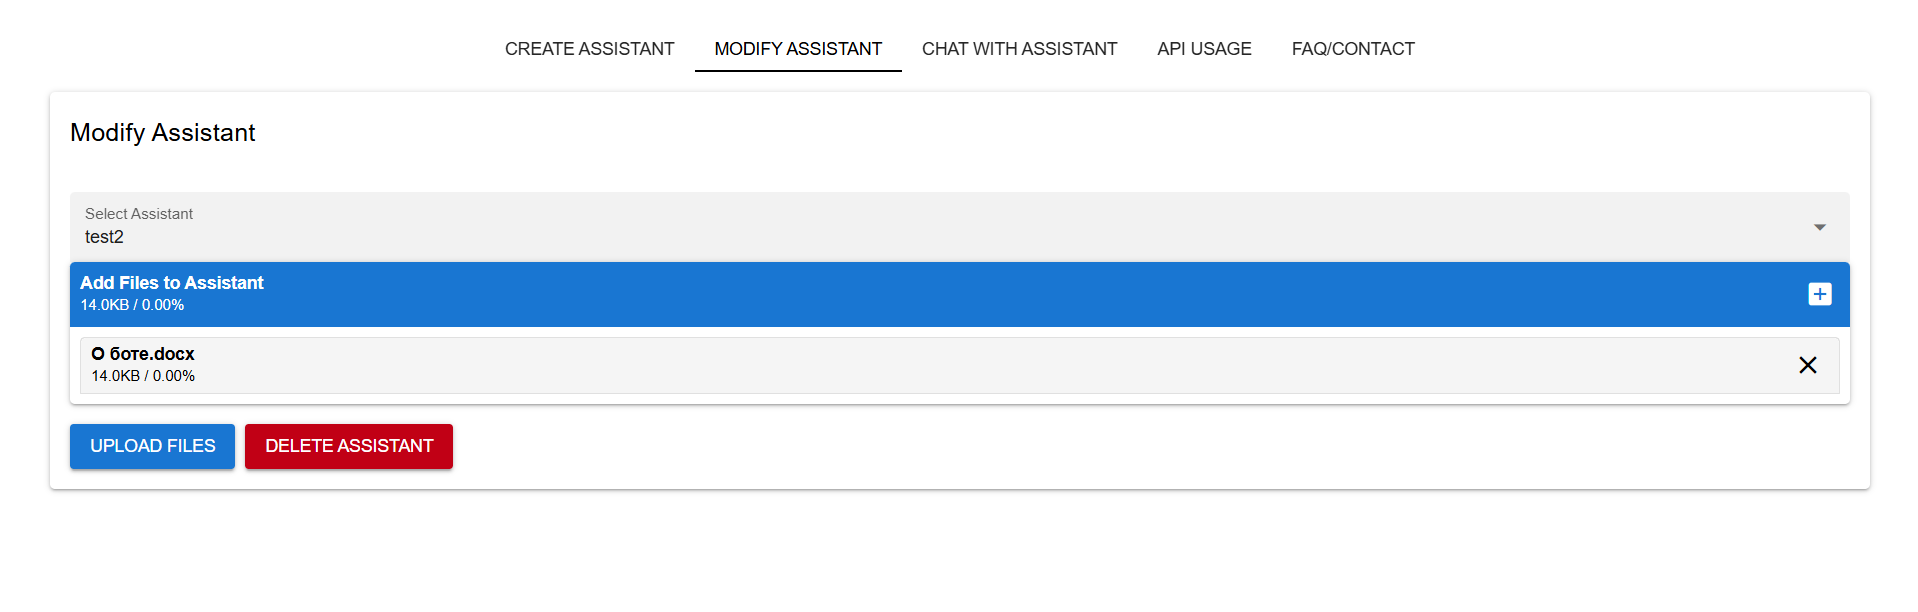 CREATE ASSISTANT MODIFY ASSISTANT CHAT WITH ASSISTANT API USAGE FAQ/CONTACT
Modify Assistant
Select Assistant
test2
Add Files to Assistant
14.0KB / 0.00%
О боте.docx
14.0KB / 0.00%
UPLOAD FILES DELETE ASSISTANT